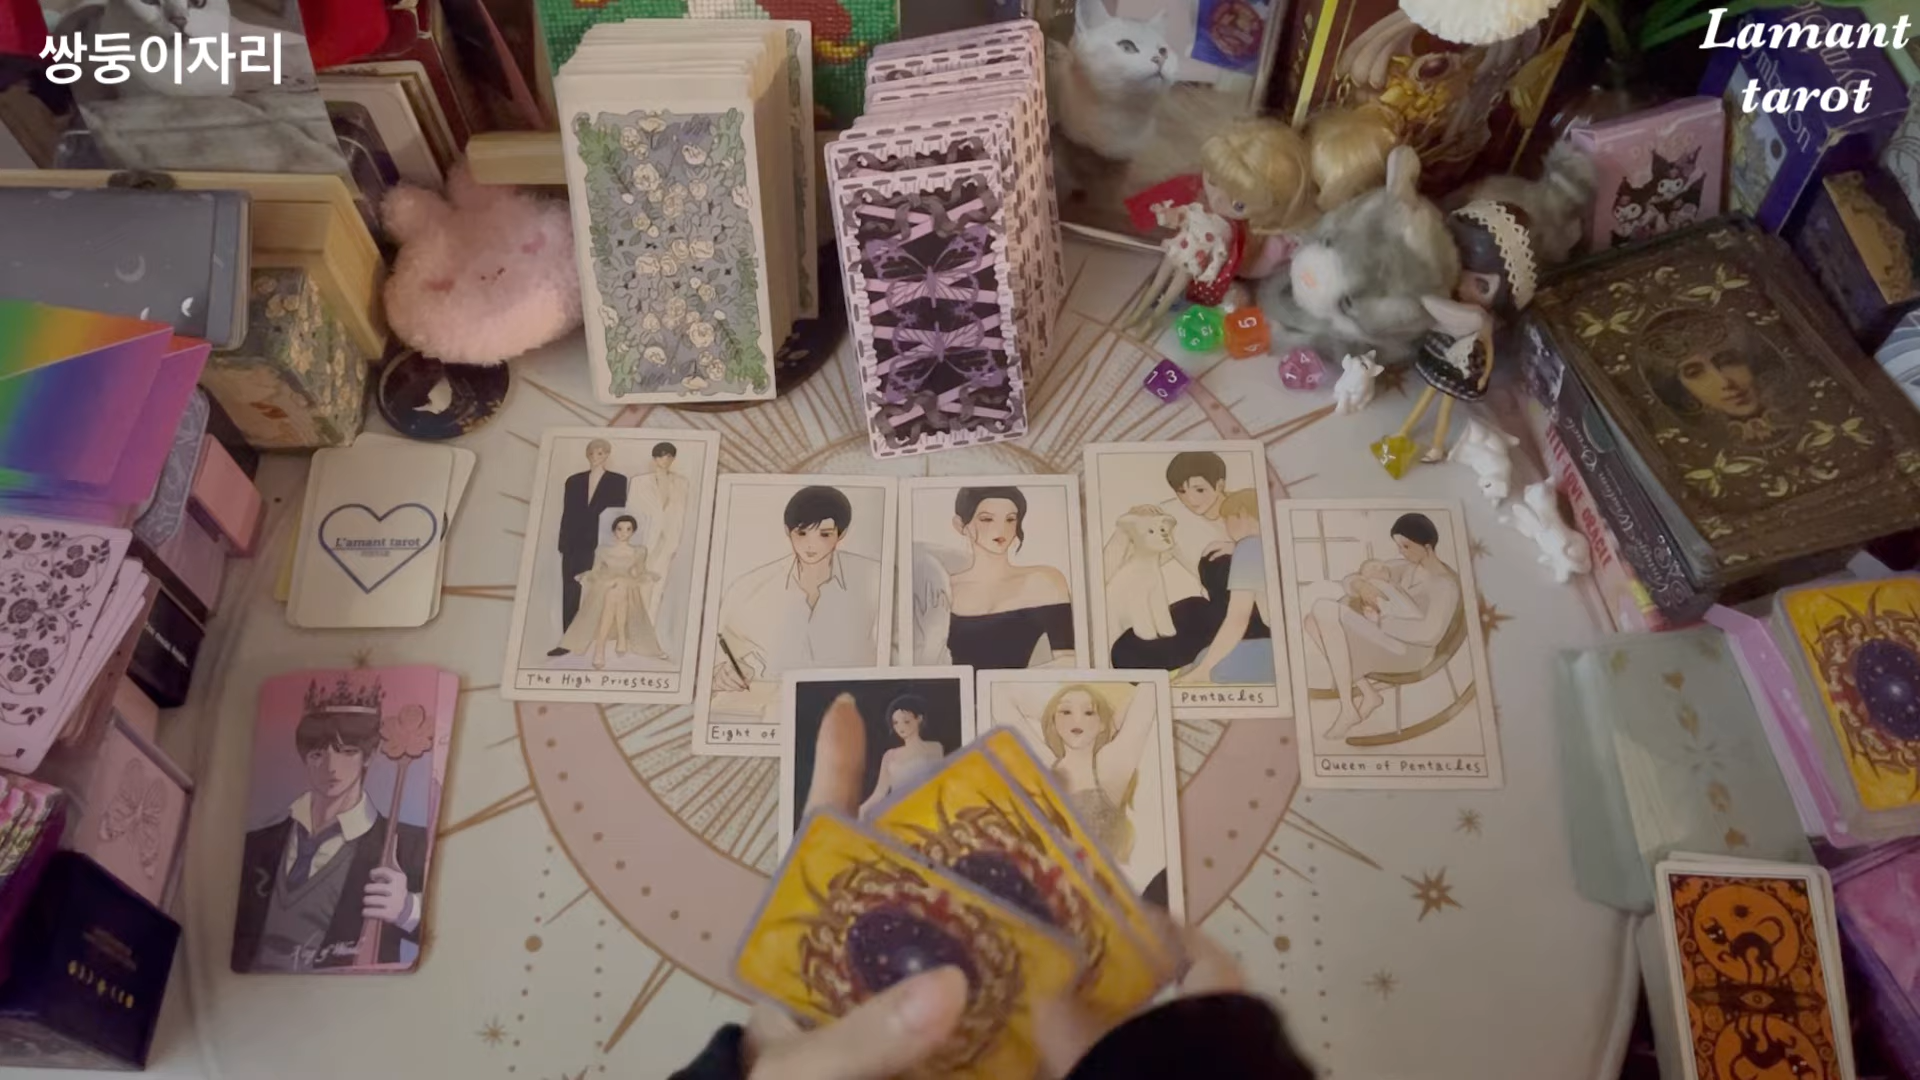 쌍둥이자리
Lamant
tarot
L'amant tarot
The High Priestess
Eight of
Pentacles
Queen of Pentacles